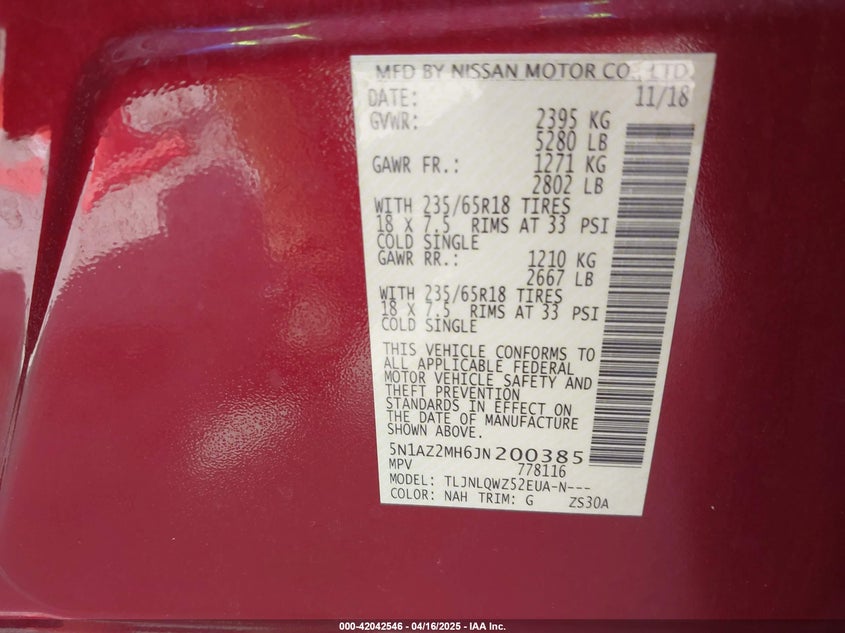 MFD BY NISSAN MOTOR CO., LTD.
DATE: 11/18
GVWR: 2395 KG
5280 LB
GAWR FR.: 1271 KG
2802 LB
WITH 235/65R18 TIRES
18 X 7.5 RIMS AT 33 PSI
COLD SINGLE
GAWR RR.: 1210 KG
2667 LB
WITH 235/65R18 TIRES
18 X 7.5 RIMS AT 33 PSI
COLD SINGLE
THIS VEHICLE CONFORMS TO
ALL APPLICABLE FEDERAL
MOTOR VEHICLE SAFETY AND
THEFT PREVENTION
STANDARDS IN EFFECT ON
THE DATE OF MANUFACTURE
SHOWN ABOVE.
5N1AZ2MH6JN200385
MPV 778116
MODEL: TLJNLQWZ52EUA-N---
COLOR: NAH TRIM: G ZS30A
000-42042546 - 04/16/2025 - IAA Inc.